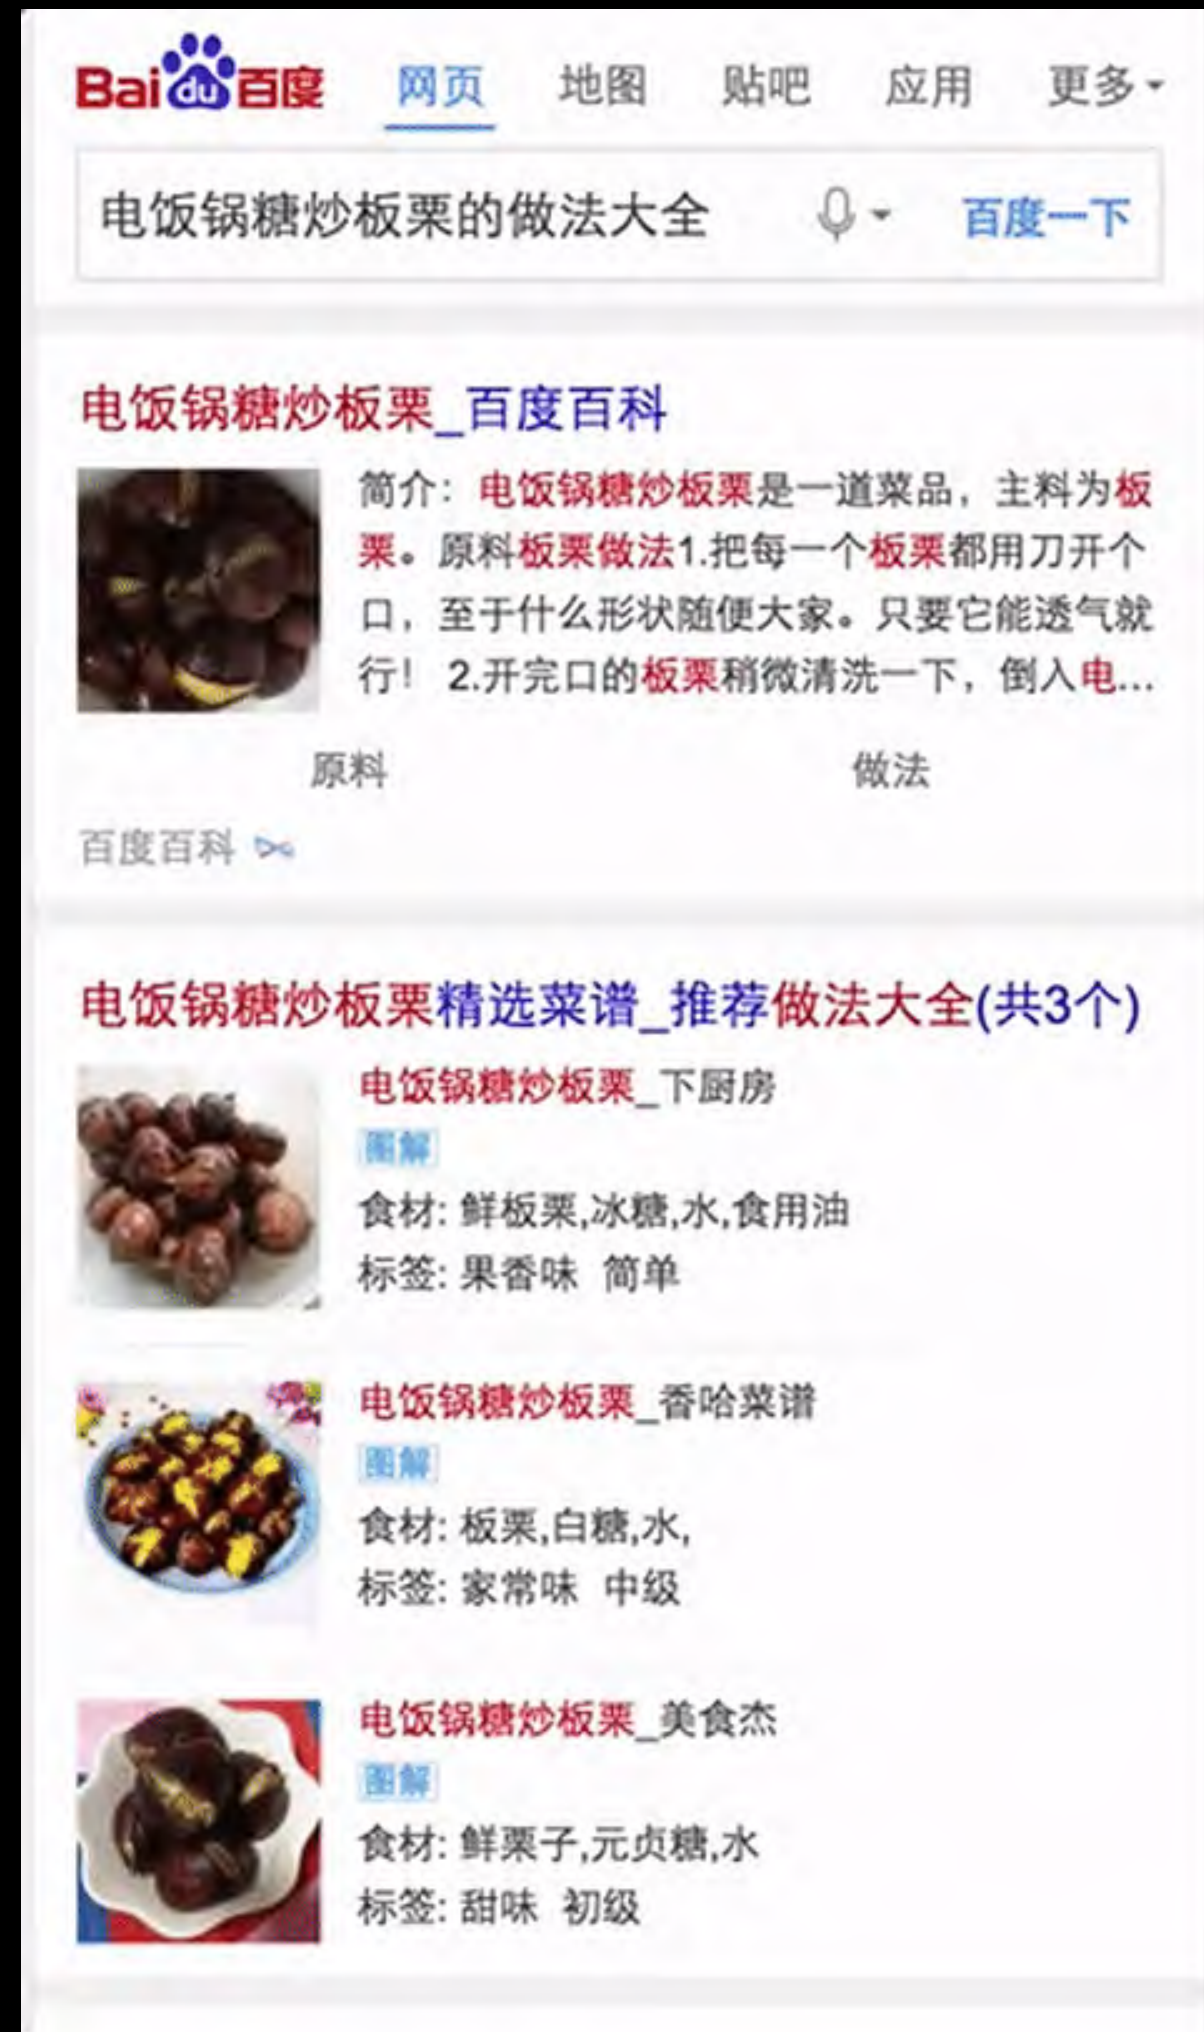 Bai du 百度 网页 地图 贴吧 应用 更多
电饭锅糖炒板栗的做法大全 百度一下
电饭锅糖炒板栗_百度百科
简介：电饭锅糖炒板栗是一道菜品，主料为板
栗。原料板栗做法1.把每一个板栗都用刀开个
口，至于什么形状随便大家。只要它能透气就
行！ 2.开完口的板栗稍微清洗一下，倒入电...
原料 做法
百度百科
电饭锅糖炒板栗精选菜谱_推荐做法大全(共3个)
电饭锅糖炒板栗_下厨房
图解
食材: 鲜板栗,冰糖,水,食用油
标签: 果香味 简单
电饭锅糖炒板栗_香哈菜谱
图解
食材: 板栗,白糖,水,
标签: 家常味 中级
电饭锅糖炒板栗_美食杰
图解
食材: 鲜栗子,元贞糖,水
标签: 甜味 初级